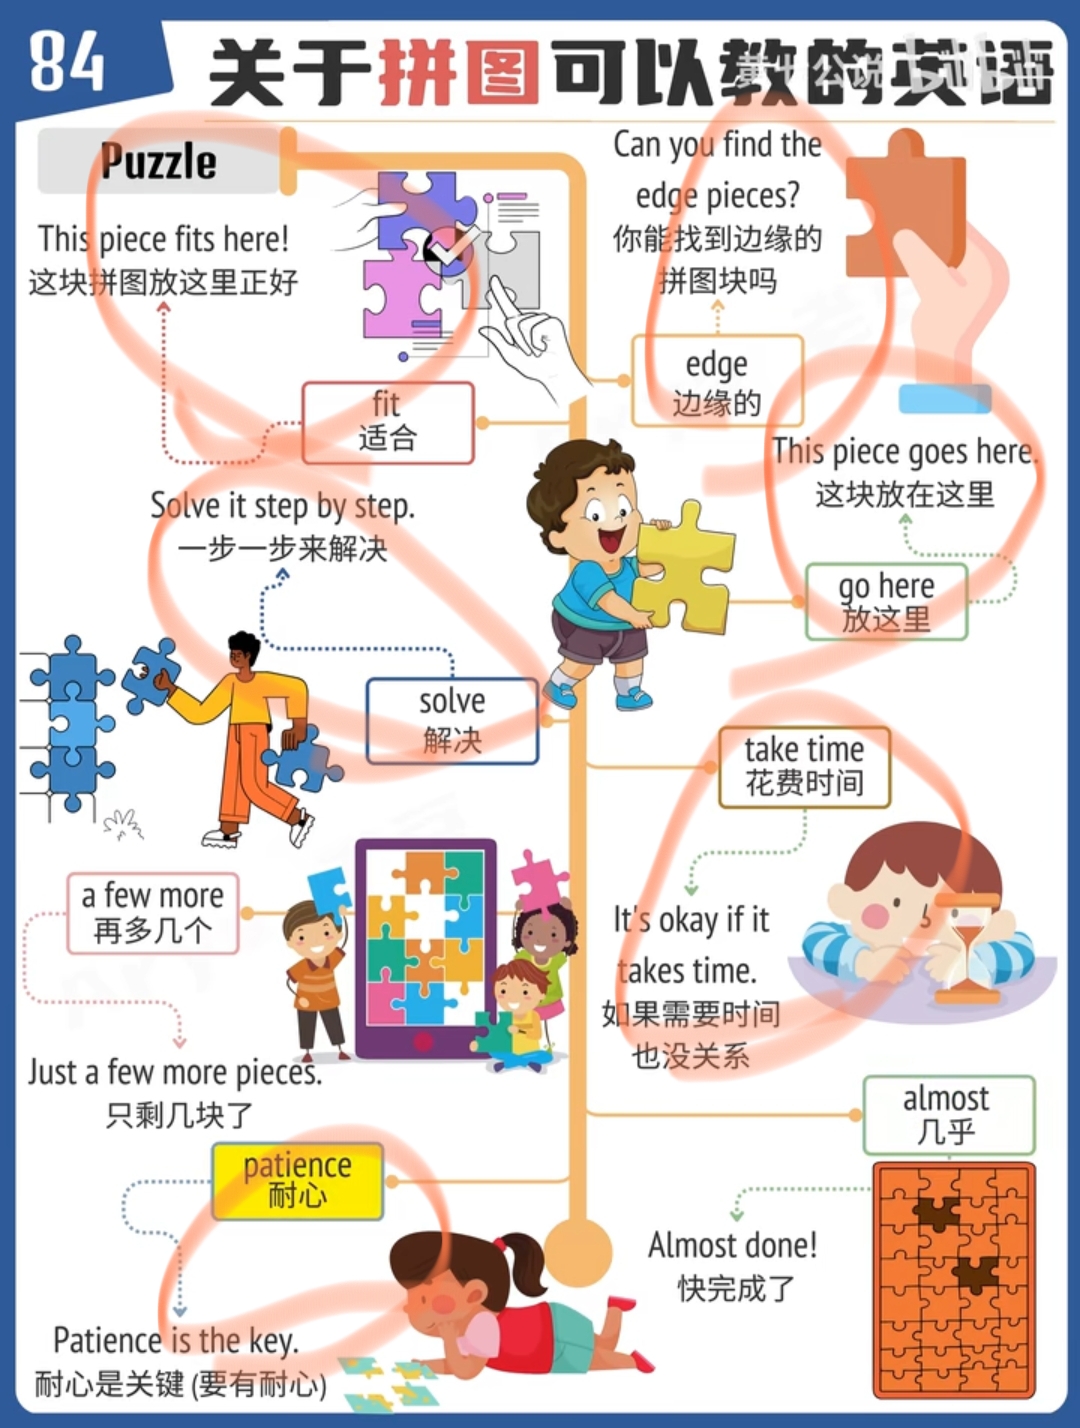 84
关于拼图可以教的英语
bilibili
Puzzle
This piece fits here!
这块拼图放这里正好
fit
适合
Can you find the
edge pieces?
你能找到边缘的
拼图块吗
edge
边缘的
This piece goes here.
这块放在这里
go here
放这里
Solve it step by step.
一步一步来解决
solve
解决
take time
花费时间
It's okay if it
takes time.
如果需要时间
也没关系
a few more
再多几个
Just a few more pieces.
只剩几块了
almost
几乎
Almost done!
快完成了
patience
耐心
Patience is the key.
耐心是关键 (要有耐心)